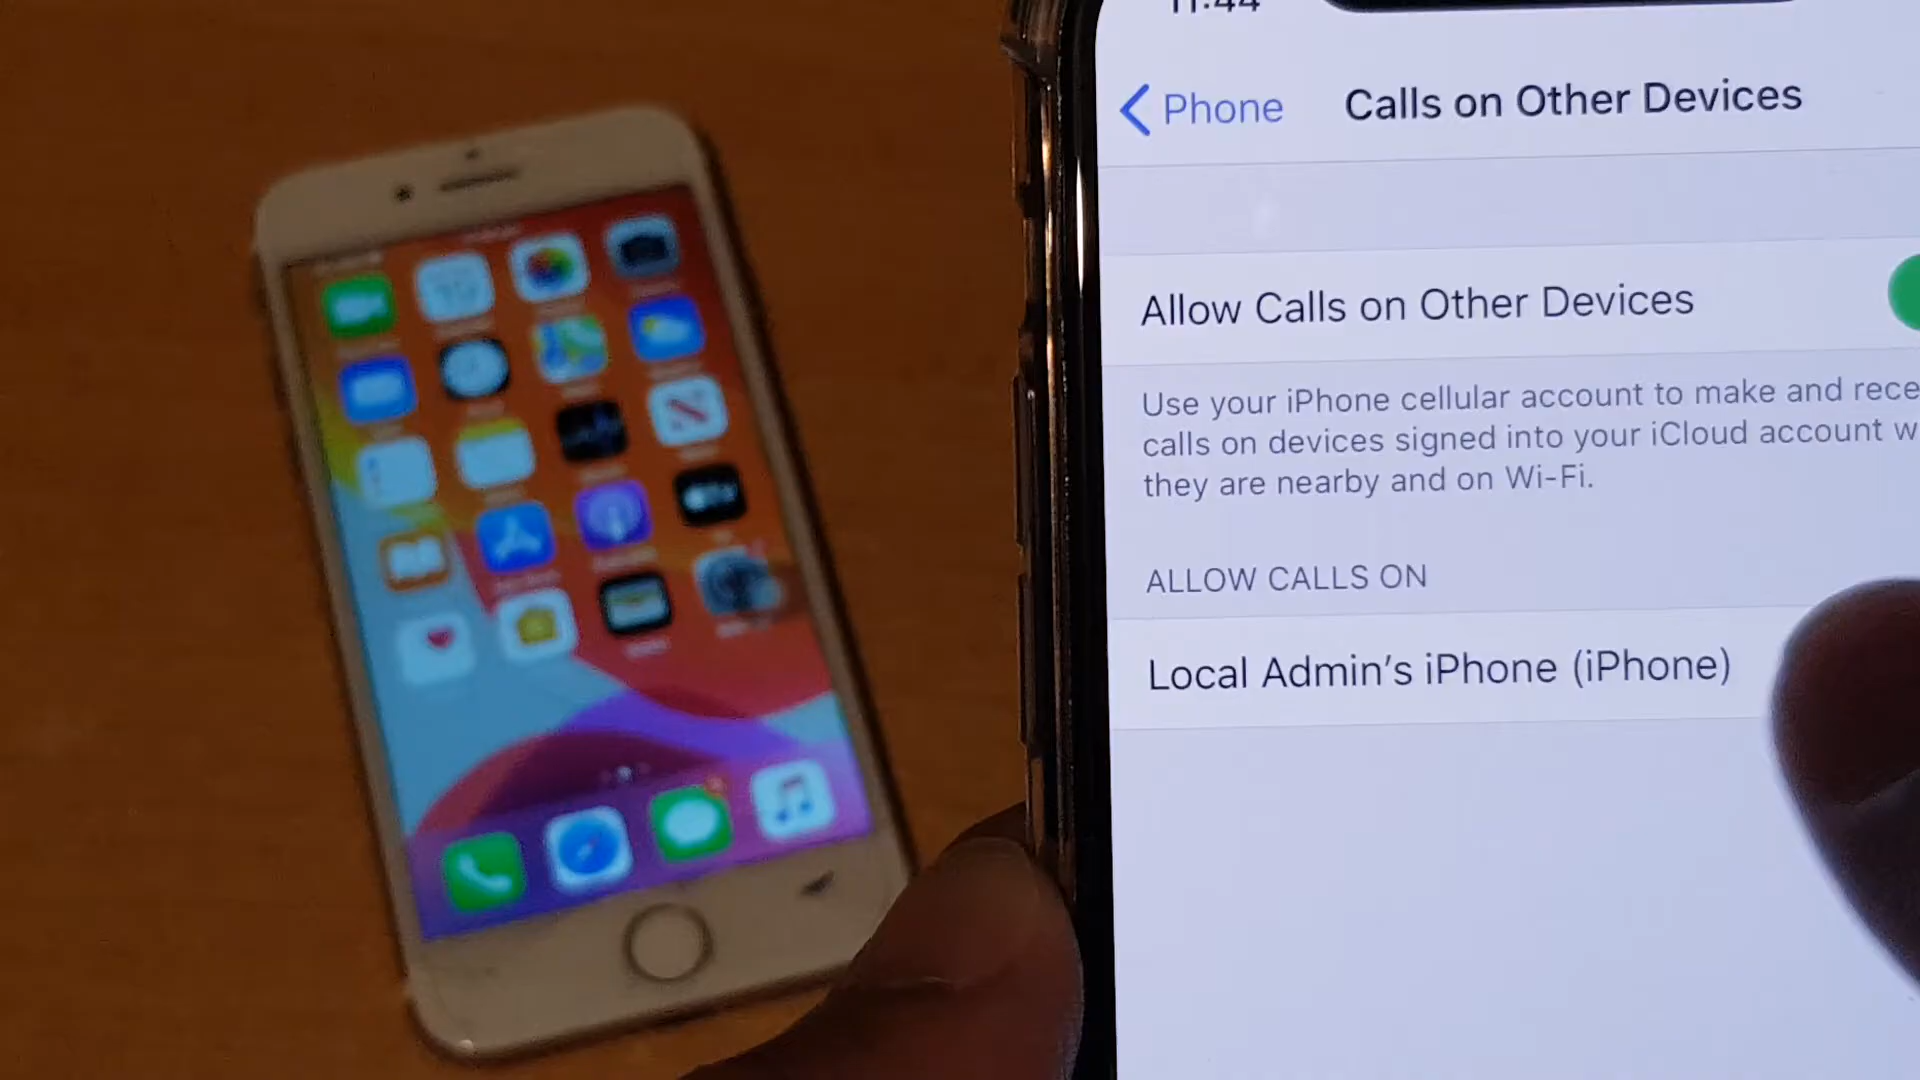 11:44
Phone
Calls on Other Devices
Allow Calls on Other Devices
Use your iPhone cellular account to make and rece
calls on devices signed into your iCloud account w
they are nearby and on Wi-Fi.
ALLOW CALLS ON
Local Admin’s iPhone (iPhone)